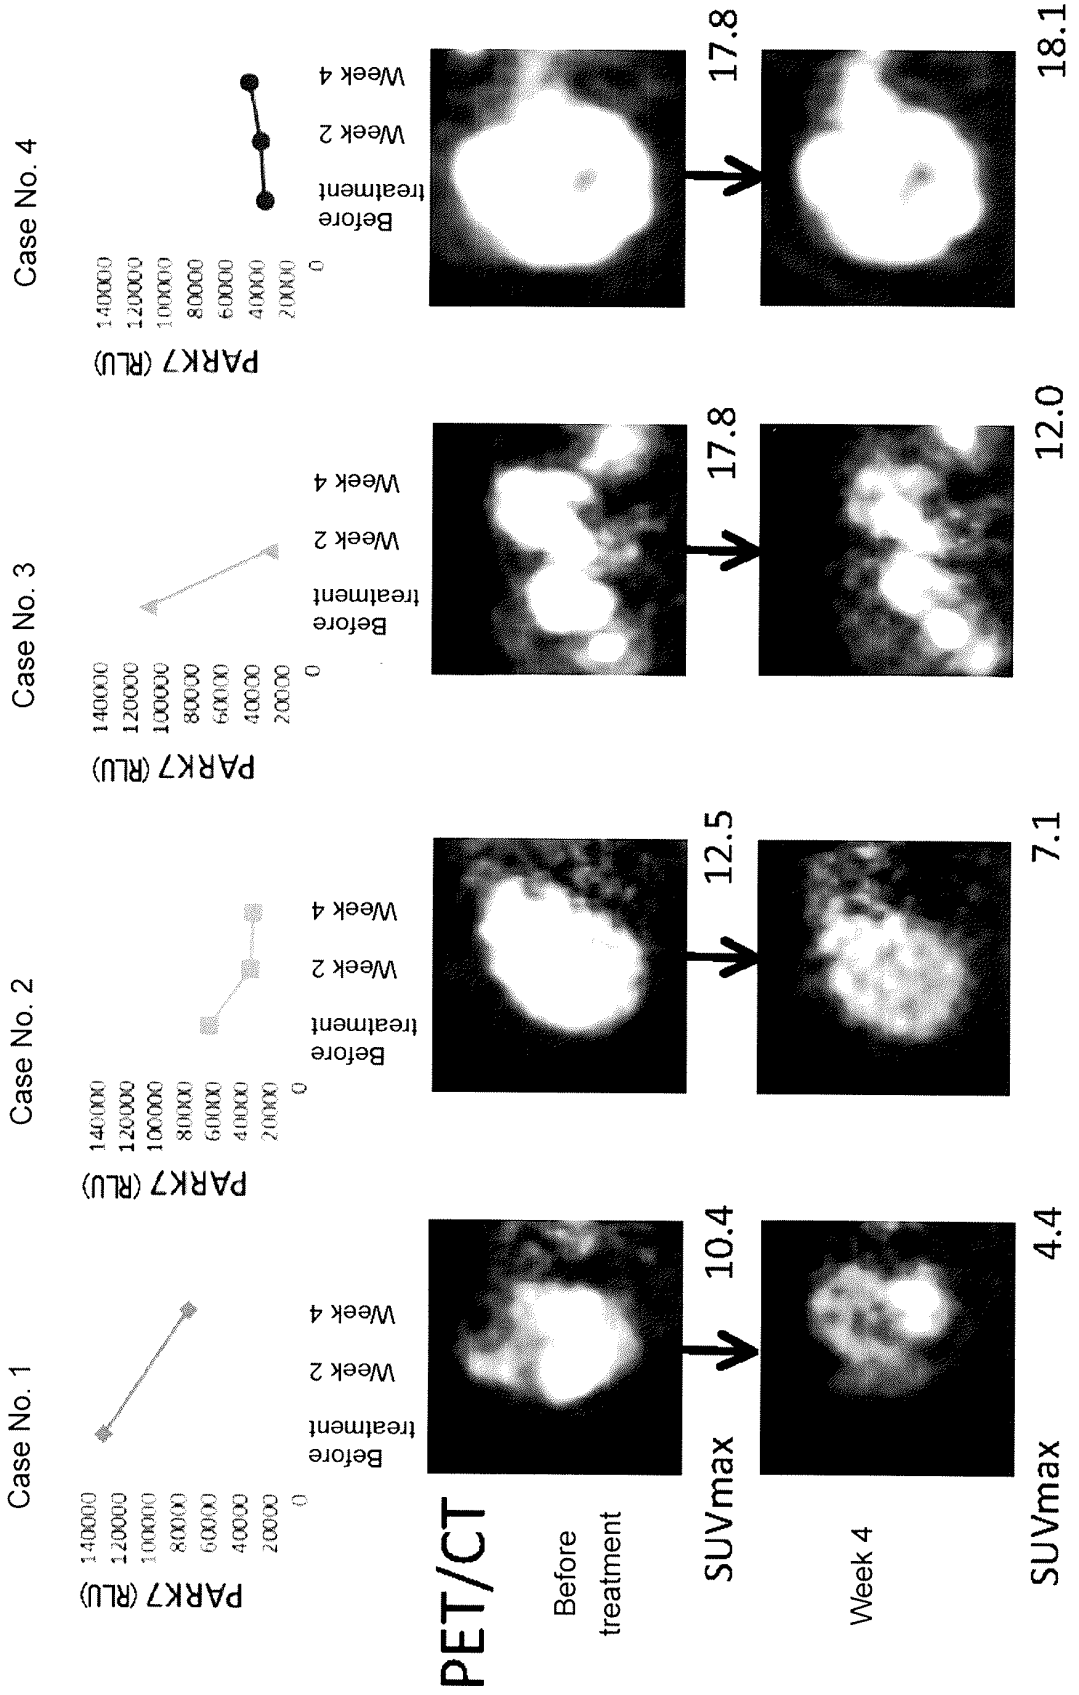 Case No. 1
PARK7 (RLU)
140000
120000
100000
80000
60000
40000
20000
0
Before
treatment
Week 2
Week 4
Case No. 2
PARK7 (RLU)
140000
120000
100000
80000
60000
40000
20000
0
Before
treatment
Week 2
Week 4
Case No. 3
PARK7 (RLU)
140000
120000
100000
80000
60000
40000
20000
0
Before
treatment
Week 2
Week 4
Case No. 4
PARK7 (RLU)
140000
120000
100000
80000
60000
40000
20000
0
Before
treatment
Week 2
Week 4
PET/CT
Before
treatment
SUVmax 10.4 12.5 17.8 17.8
Week 4
SUVmax 4.4 7.1 12.0 18.1